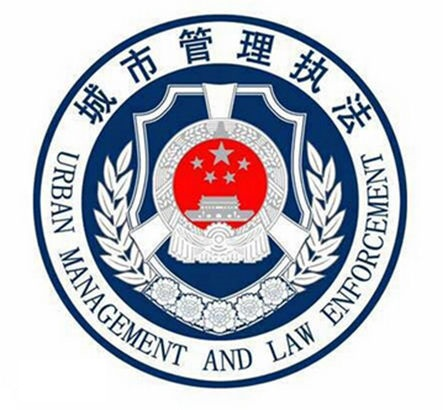 城市管理执法
URBAN MANAGEMENT AND LAW ENFORCEMENT